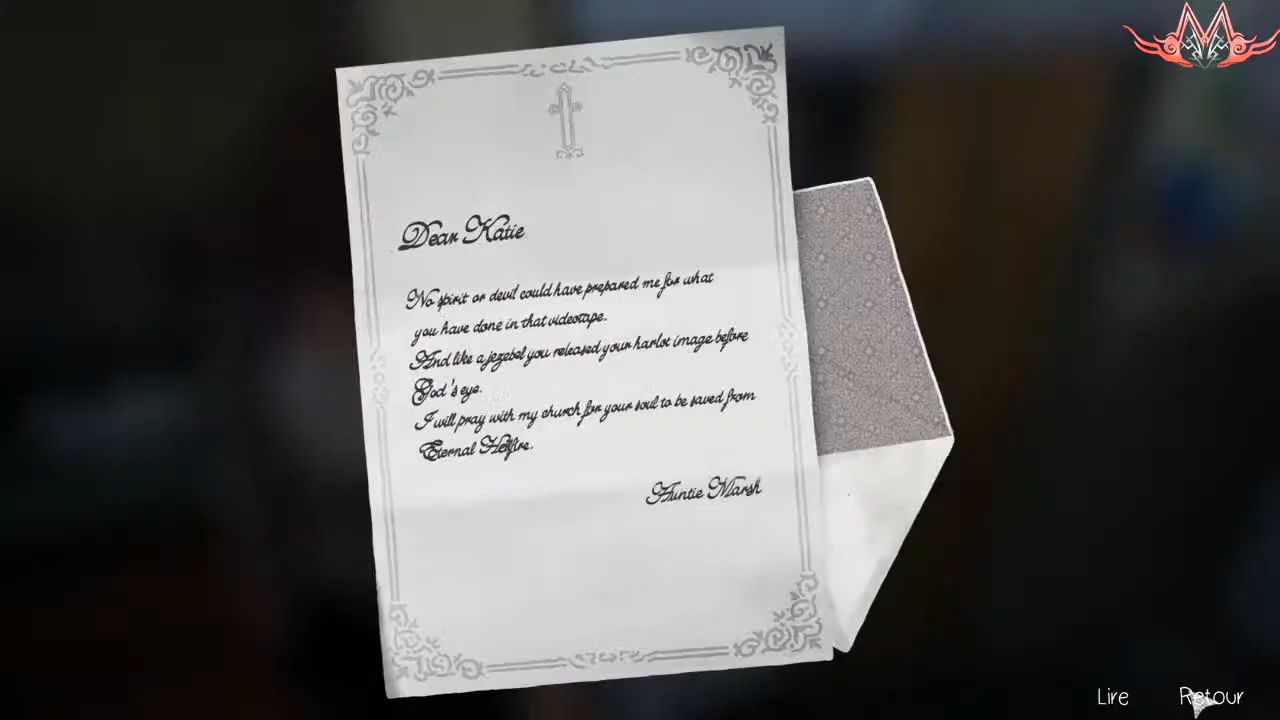 Dear Katie
No spirit or devil could have prepared me for what
you have done in that videotape.
And like a jezebel you released your harlot image before
God's eye.
I will pray with my church for your soul to be saved from
Eternal Hellfire.
Auntie Marsh
Lire Retour